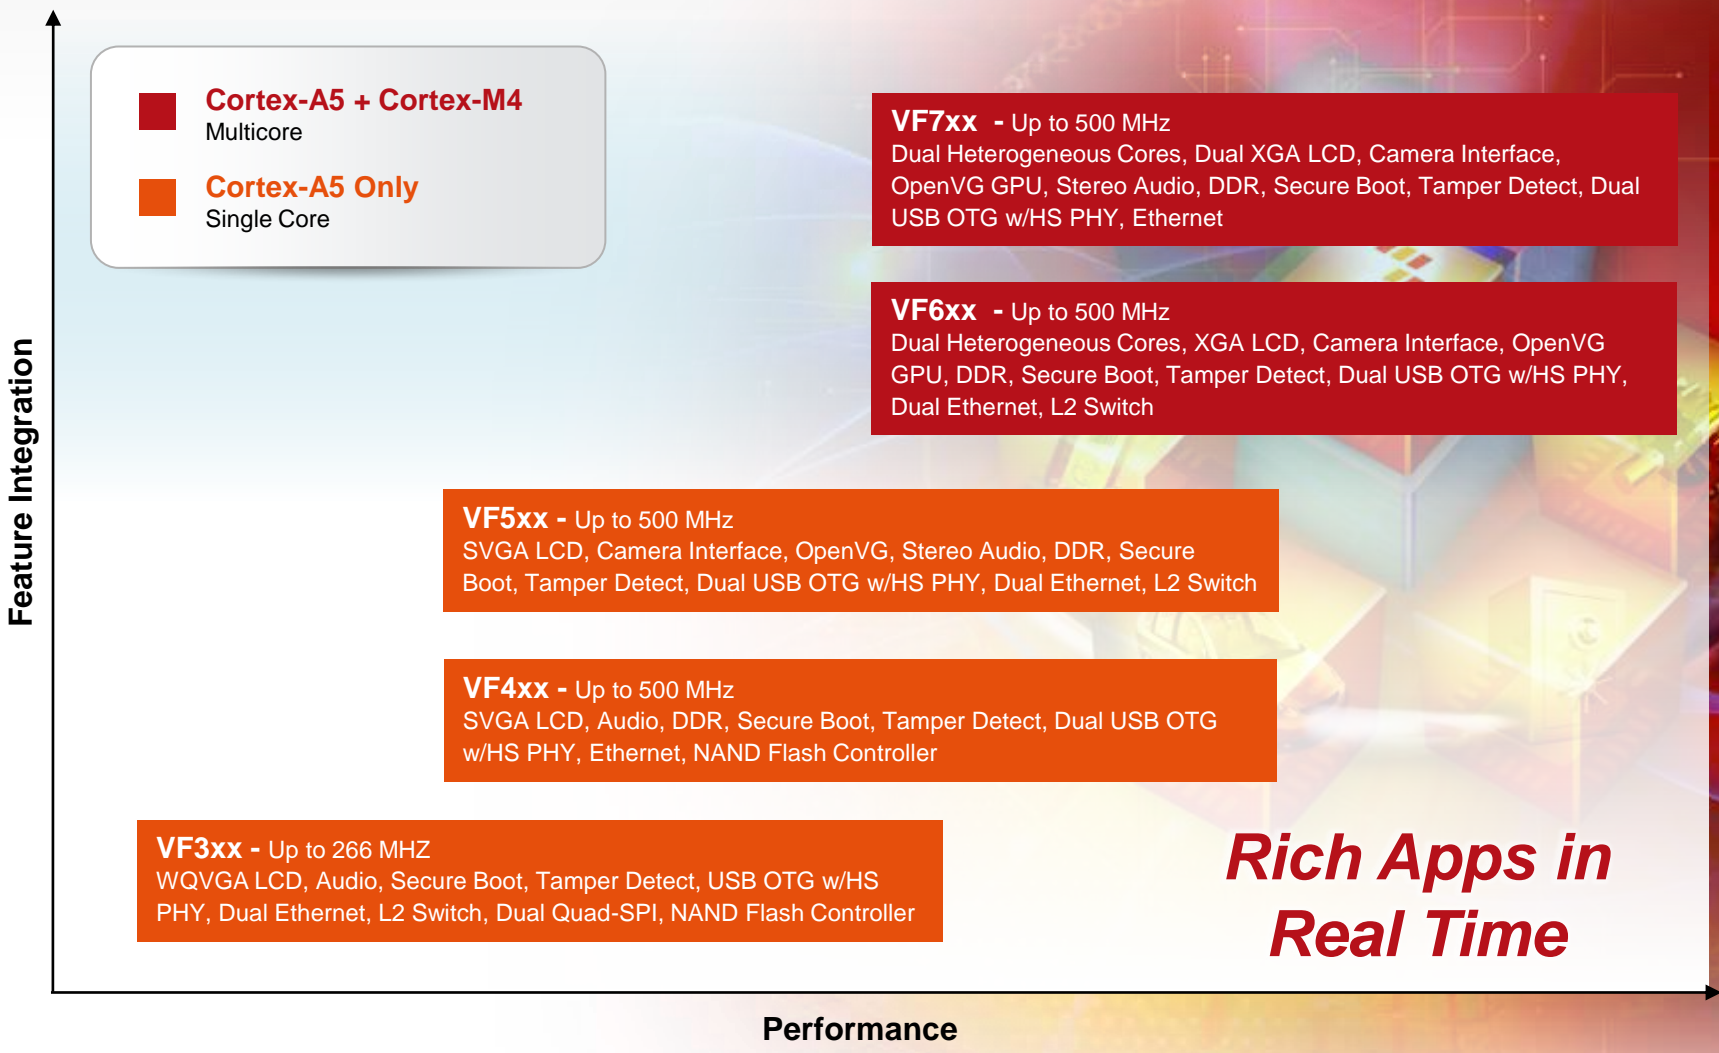 Cortex-A5 + Cortex-M4
Multicore
Cortex-A5 Only
Single Core
VF7xx - Up to 500 MHz
Dual Heterogeneous Cores, Dual XGA LCD, Camera Interface,
OpenVG GPU, Stereo Audio, DDR, Secure Boot, Tamper Detect, Dual
USB OTG w/HS PHY, Ethernet
VF6xx - Up to 500 MHz
Dual Heterogeneous Cores, XGA LCD, Camera Interface, OpenVG
GPU, DDR, Secure Boot, Tamper Detect, Dual USB OTG w/HS PHY,
Dual Ethernet, L2 Switch
Feature Integration
VF5xx - Up to 500 MHz
SVGA LCD, Camera Interface, OpenVG, Stereo Audio, DDR, Secure
Boot, Tamper Detect, Dual USB OTG w/HS PHY, Dual Ethernet, L2 Switch
VF4xx - Up to 500 MHz
SVGA LCD, Audio, DDR, Secure Boot, Tamper Detect, Dual USB OTG
w/HS PHY, Ethernet, NAND Flash Controller
VF3xx - Up to 266 MHZ
WQVGA LCD, Audio, Secure Boot, Tamper Detect, USB OTG w/HS
PHY, Dual Ethernet, L2 Switch, Dual Quad-SPI, NAND Flash Controller
Rich Apps in
Real Time
Performance